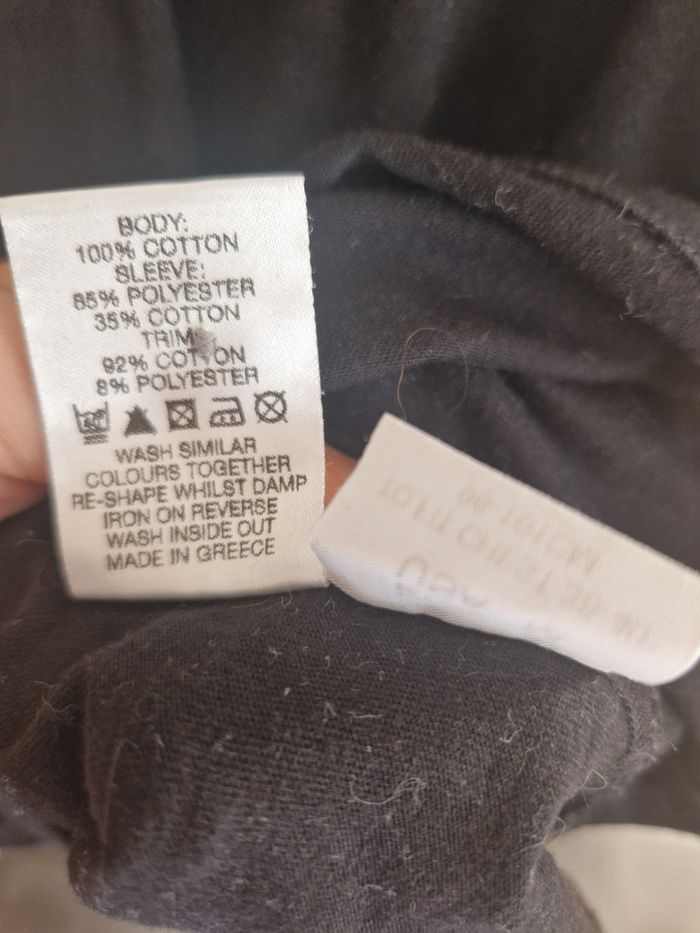 BODY:
100% COTTON
SLEEVE:
65% POLYESTER
35% COTTON
TRIM:
92% COTTON
8% POLYESTER
WASH SIMILAR
COLOURS TOGETHER
RE-SHAPE WHILST DAMP
IRON ON REVERSE
WASH INSIDE OUT
MADE IN GREECE